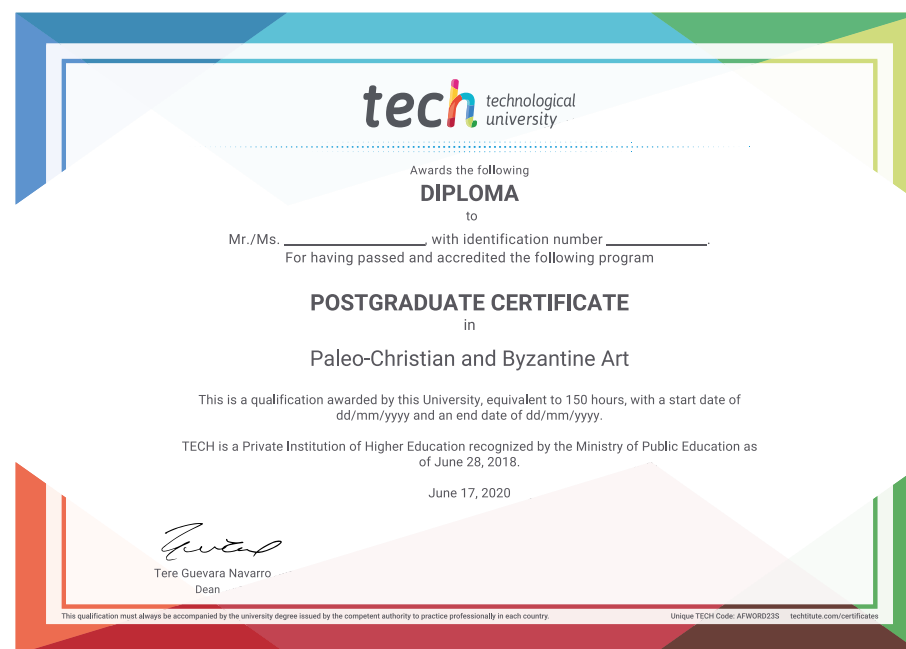 tech technological
university
Awards the following
DIPLOMA
to
Mr./Ms. ____________________, with identification number ______________.
For having passed and accredited the following program
POSTGRADUATE CERTIFICATE
in
Paleo-Christian and Byzantine Art
This is a qualification awarded by this University, equivalent to 150 hours, with a start date of
dd/mm/yyyy and an end date of dd/mm/yyyy.
TECH is a Private Institution of Higher Education recognized by the Ministry of Public Education as
of June 28, 2018.
June 17, 2020
Tere Guevara Navarro
Dean
This qualification must always be accompanied by the university degree issued by the competent authority to practice professionally in each country.
Unique TECH Code: AFWORD23S techtitute.com/certificates